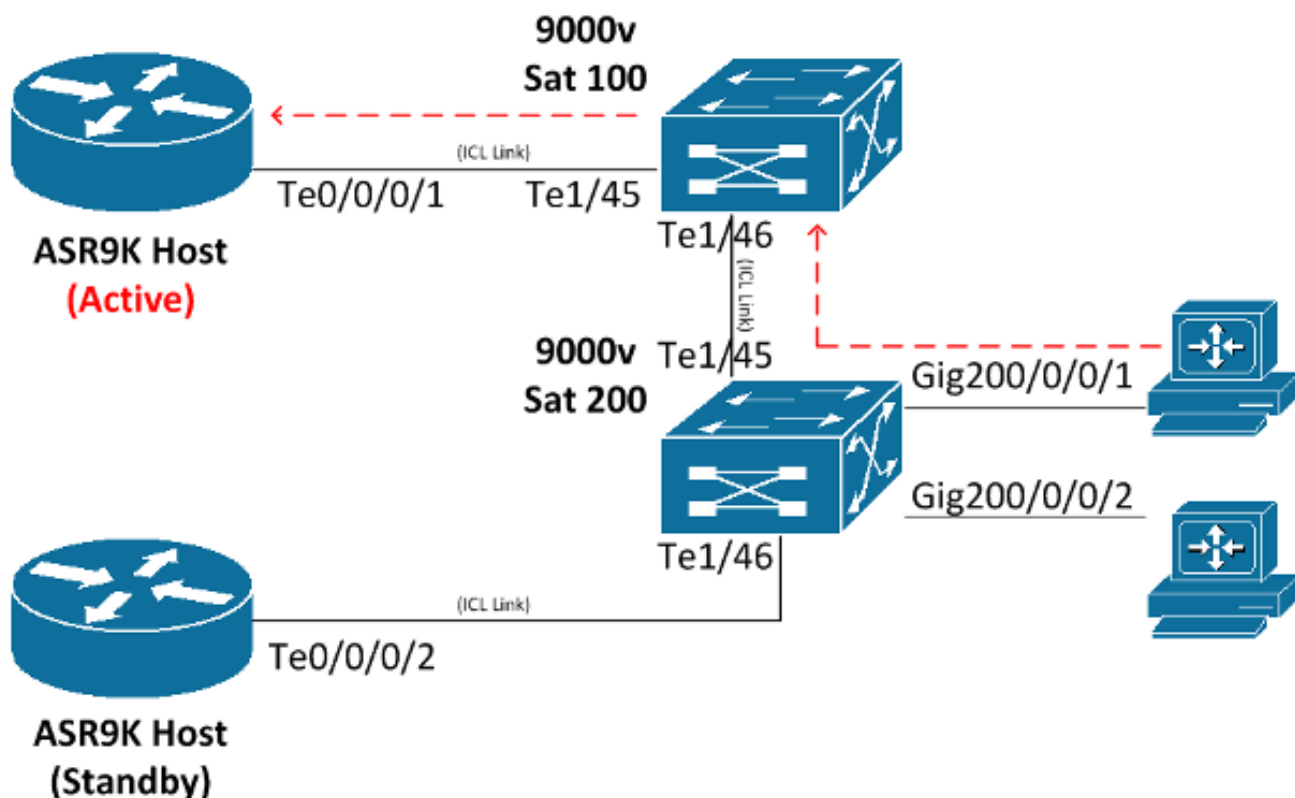 9000v
Sat 100
(ICL Link)
Te0/0/0/1
Te1/45
ASR9K Host
(Active)
Te1/46
(ICL Link)
Te1/45
9000v
Sat 200
Gig200/0/0/1
Gig200/0/0/2
Te1/46
(ICL Link)
Te0/0/0/2
ASR9K Host
(Standby)